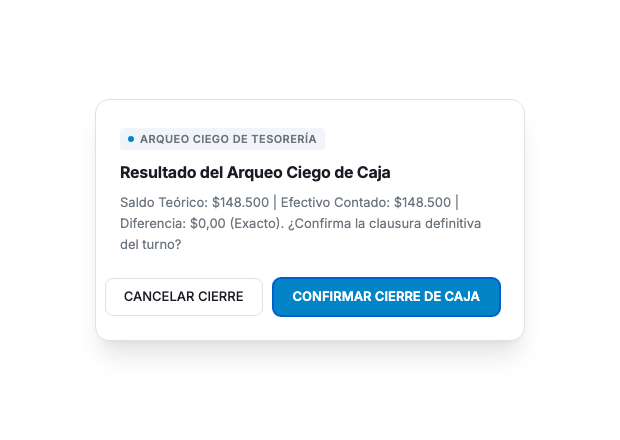 ARQUEO CIEGO DE TESORERÍA
Resultado del Arqueo Ciego de Caja
Saldo Teórico: $148.500 | Efectivo Contado: $148.500 |
Diferencia: $0,00 (Exacto). ¿Confirma la clausura definitiva
del turno?
CANCELAR CIERRE
CONFIRMAR CIERRE DE CAJA